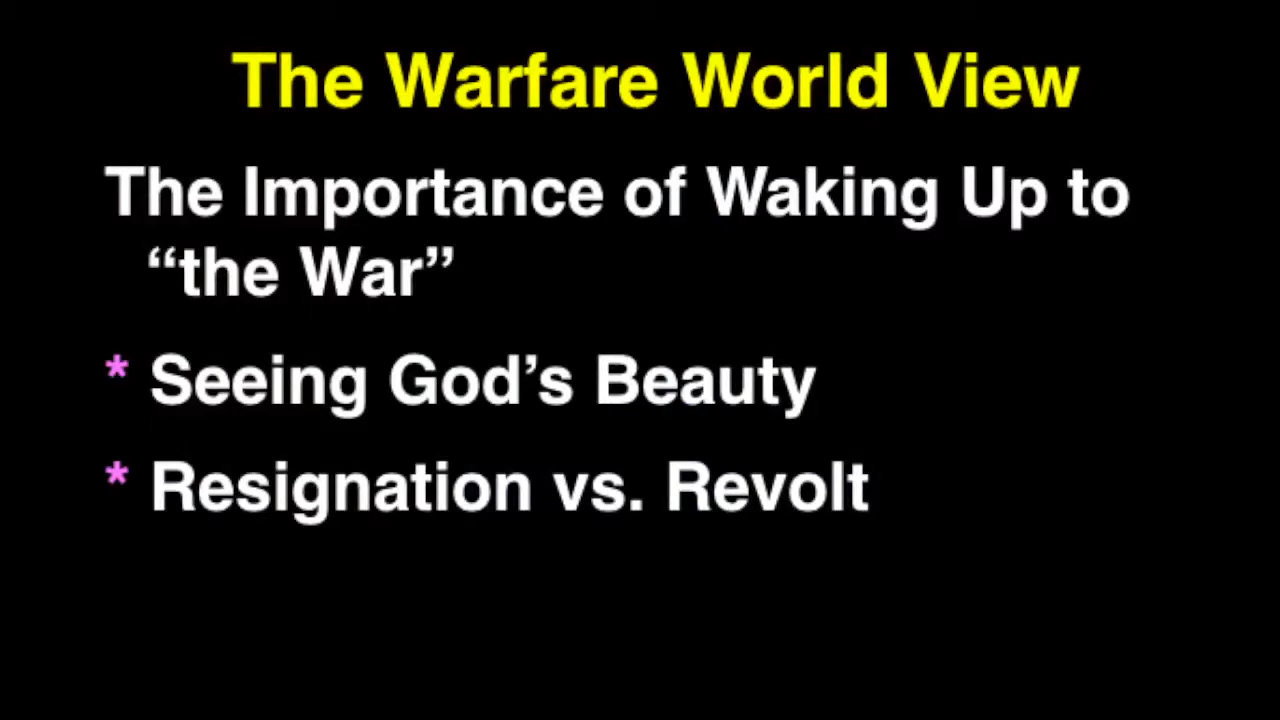 The Warfare World View
The Importance of Waking Up to
“the War”
* Seeing God’s Beauty
* Resignation vs. Revolt